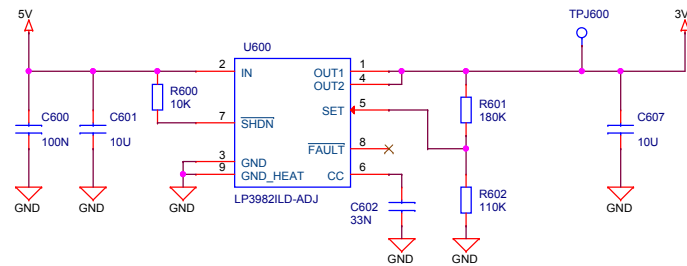 5V
TPJ600
3V
U600
2
IN
OUT1
1
OUT2
4
R600
10K
C600
100N
C601
10U
SET
5
R601
180K
C607
10U
7
SHDN
FAULT
8
3
GND
9
GND_HEAT
CC
6
LP3982ILD-ADJ
C602
33N
R602
110K
GND
GND
GND
GND
GND
GND